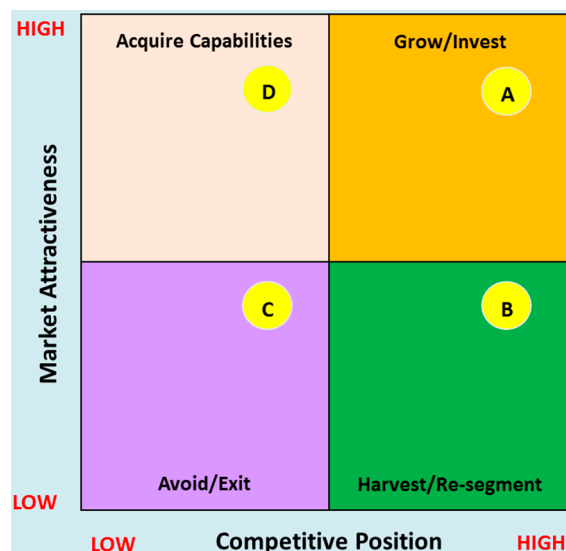 HIGH
Acquire Capabilities
Grow/Invest
D
A
Market Attractiveness
C
B
Avoid/Exit
Harvest/Re-segment
LOW
LOW
Competitive Position
HIGH